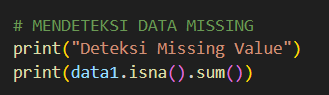 # MENDETEKSI DATA MISSING
print("Deteksi Missing Value")
print(data1.isna().sum())